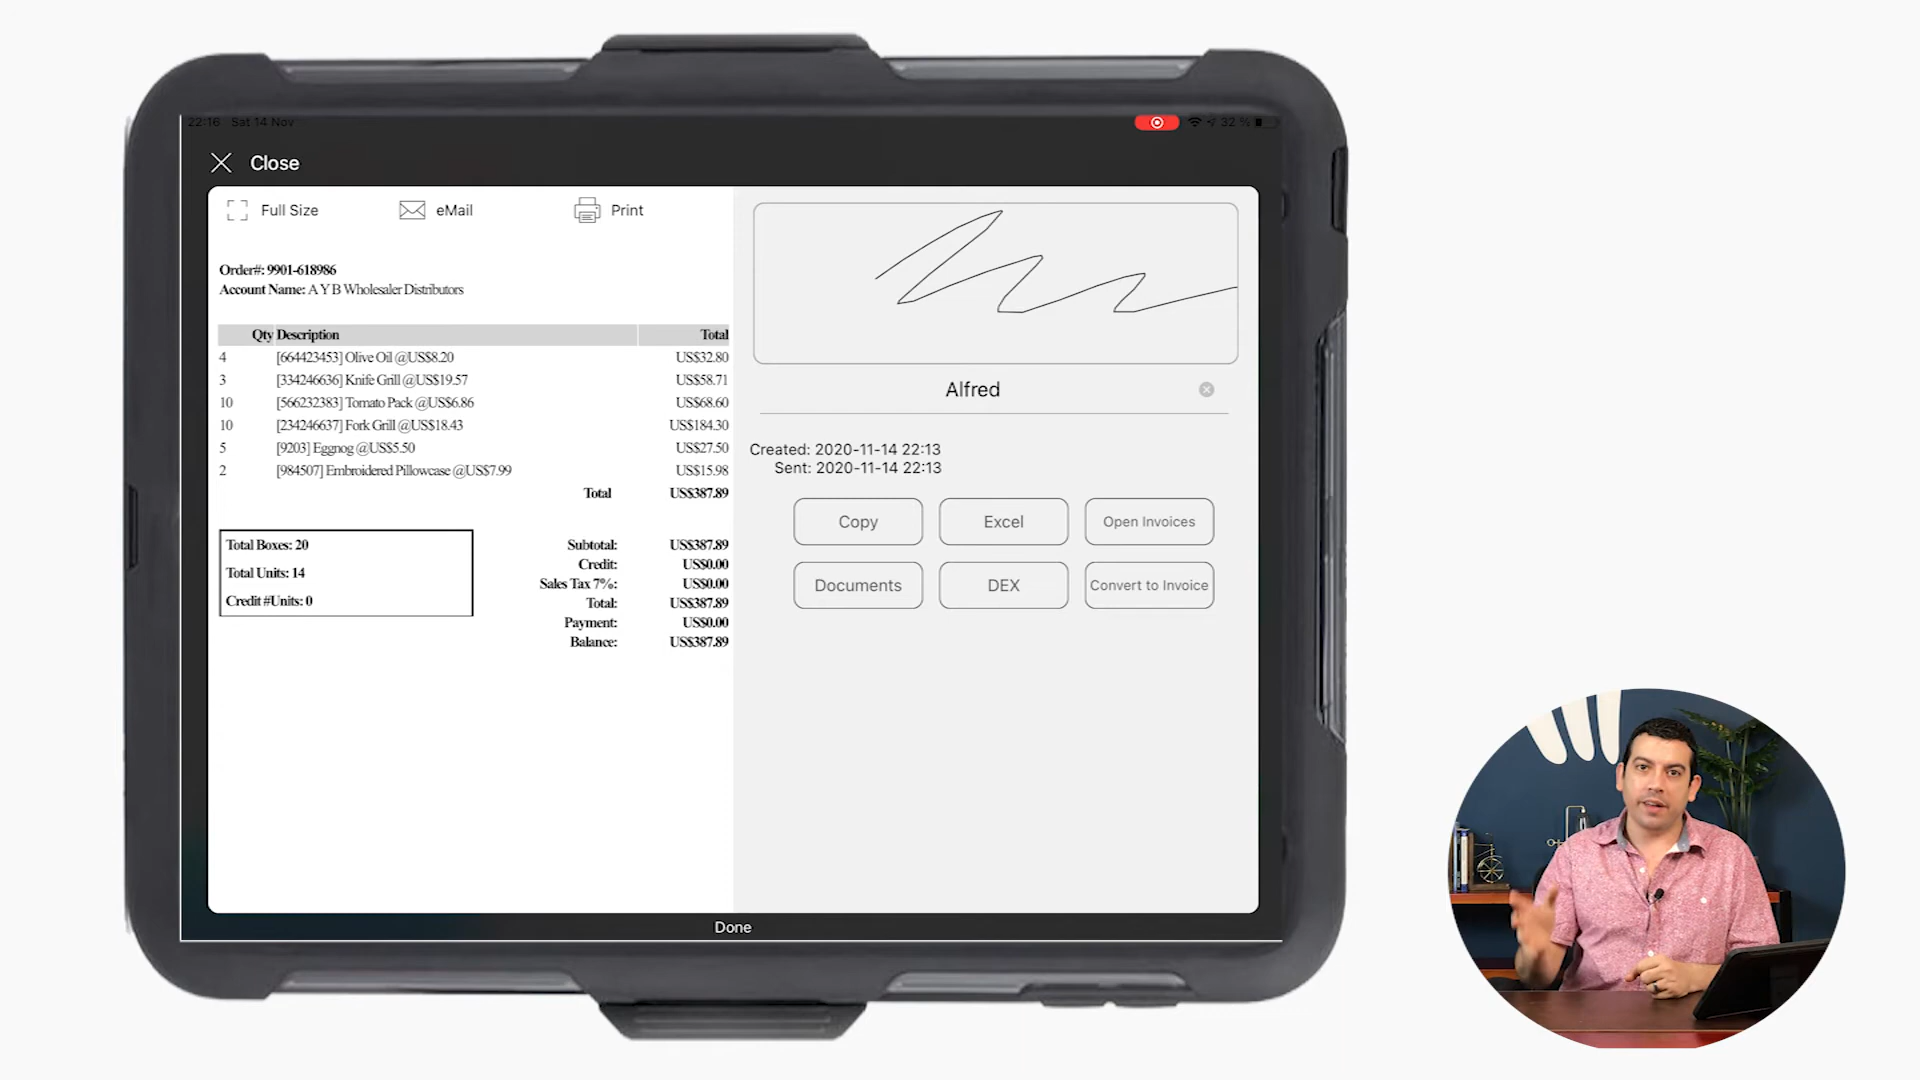 22:16 Sat 14 Nov
32 %
Close
Full Size eMail Print
Order#: 9901-618986
Account Name: A Y B Wholesaler Distributors
Qty Description Total
4 [664423453] Olive Oil @US$8.20 US$32.80
3 [334246636] Knife Grill @US$19.57 US$58.71
10 [566232383] Tomato Pack @US$6.86 US$68.60
10 [234246637] Fork Grill @US$18.43 US$184.30
5 [9203] Eggnog @US$5.50 US$27.50
2 [984507] Embroidered Pillowcase @US$7.99 US$15.98
Total US$387.89
Total Boxes: 20
Total Units: 14
Credit #Units: 0
Subtotal: US$387.89
Credit: US$0.00
Sales Tax 7%: US$0.00
Total: US$387.89
Payment: US$0.00
Balance: US$387.89
Alfred
Created: 2020-11-14 22:13
Sent: 2020-11-14 22:13
Copy Excel Open Invoices
Documents DEX Convert to Invoice
Done